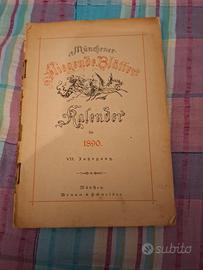 Münchener
Fliegende Blätter
Kalender
für
1890.
VII. Jahrgang.
München
Braun & Schneider
subito